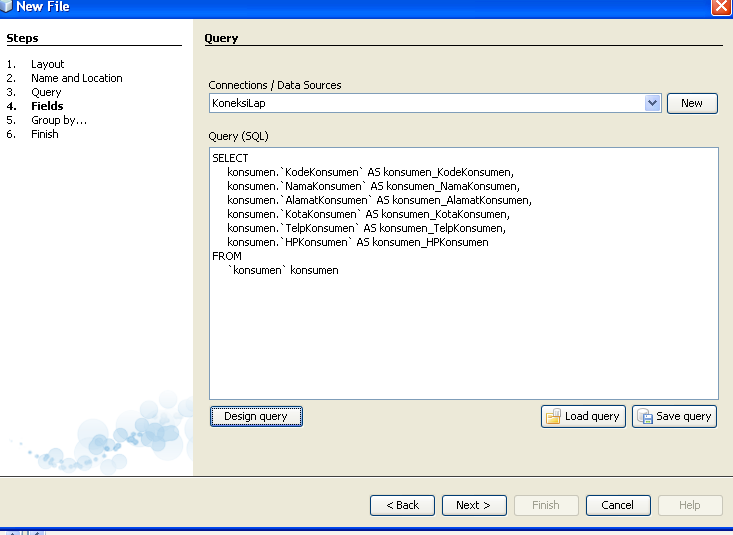 New File
Steps
1. Layout
2. Name and Location
3. Query
4. Fields
5. Group by...
6. Finish
Query
Connections / Data Sources
KoneksiLap
New
Query (SQL)
SELECT
konsumen.`KodeKonsumen` AS konsumen_KodeKonsumen,
konsumen.`NamaKonsumen` AS konsumen_NamaKonsumen,
konsumen.`AlamatKonsumen` AS konsumen_AlamatKonsumen,
konsumen.`KotaKonsumen` AS konsumen_KotaKonsumen,
konsumen.`TelpKonsumen` AS konsumen_TelpKonsumen,
konsumen.`HPKonsumen` AS konsumen_HPKonsumen
FROM
`konsumen` konsumen
Design query
Load query
Save query
< Back
Next >
Finish
Cancel
Help